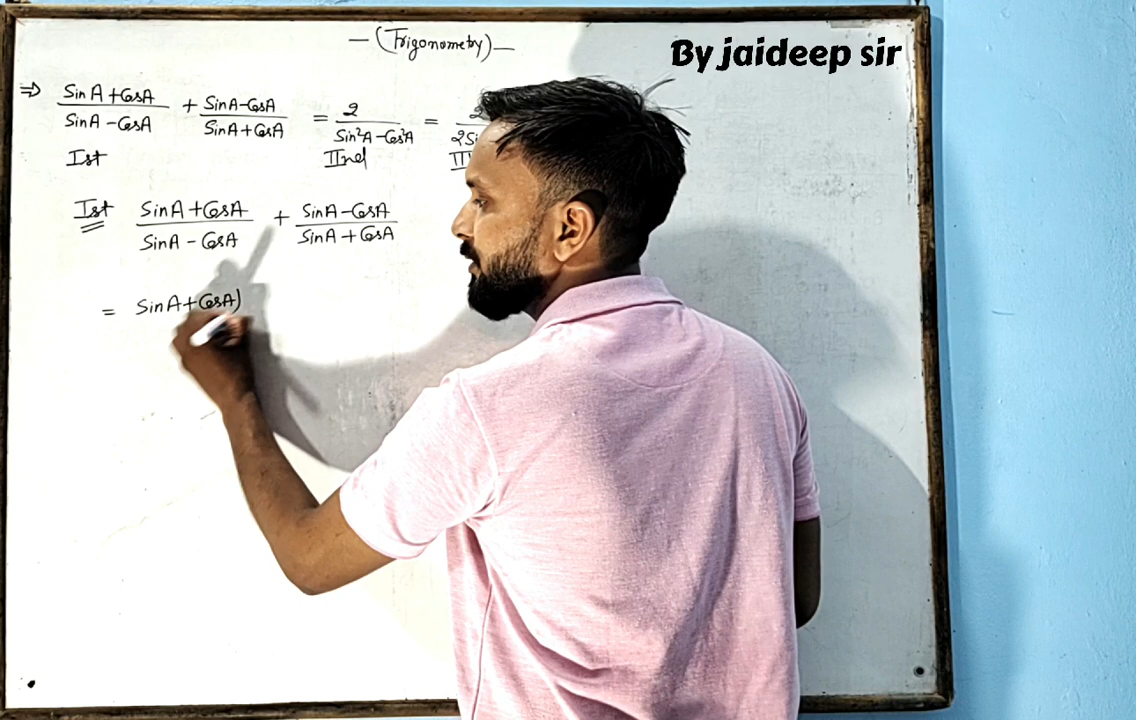 — (Trigonometry) —
By jaideep sir
⇒ SinA + CosA / SinA - CosA + SinA - CosA / SinA + CosA = 2 / Sin²A - Cos²A =
Ist IInd
Ist SinA + CosA / SinA - CosA + SinA - CosA / SinA + CosA
= SinA + CosA)